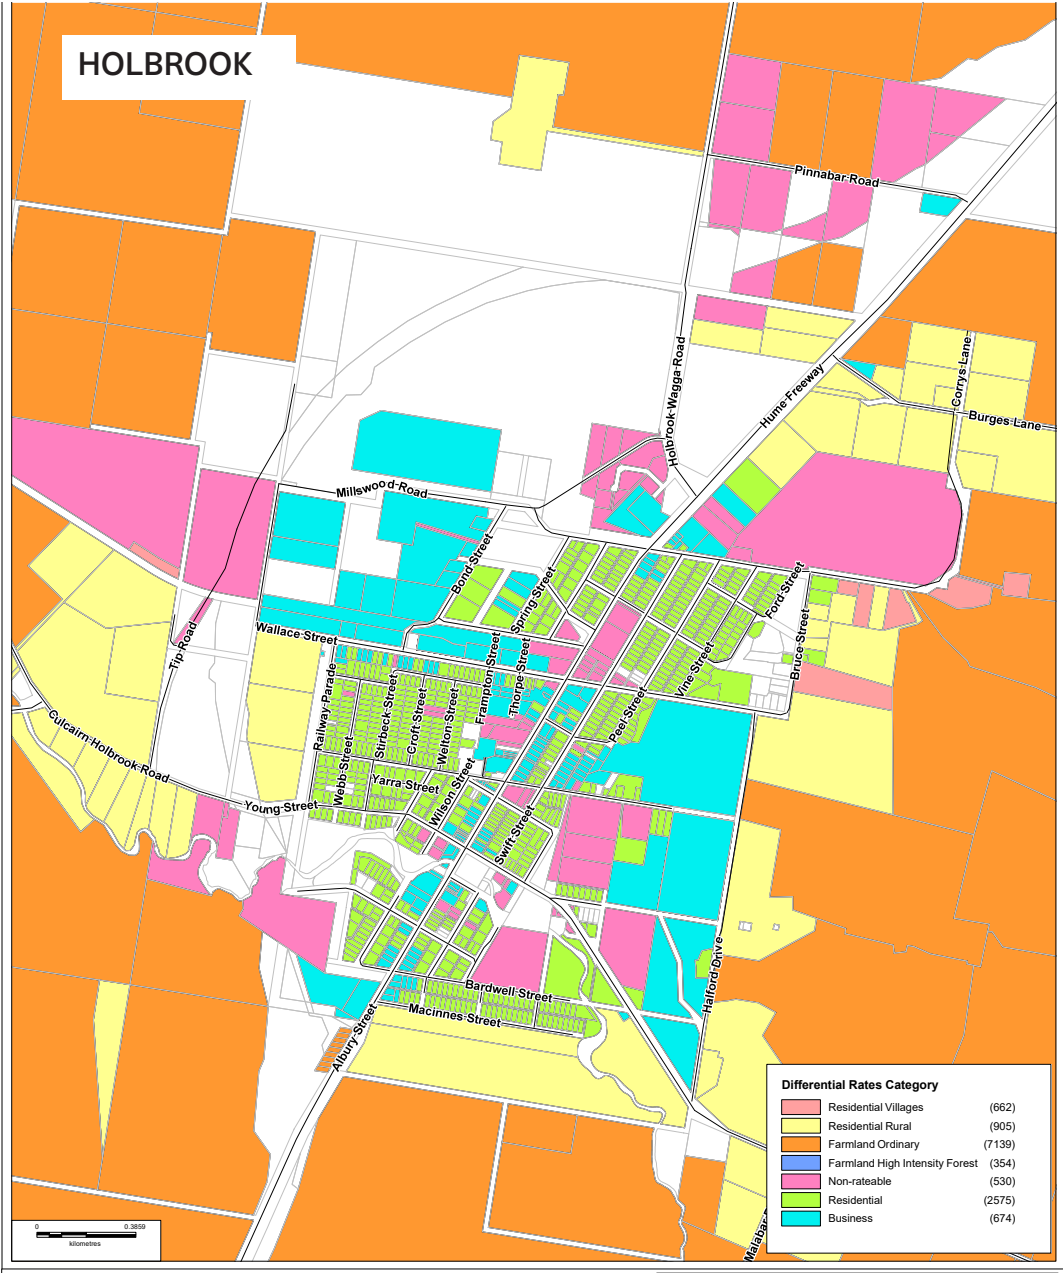 HOLBROOK
Pinnabar Road
Holbrook Wagga Road
Hume Freeway
Corrys Lane
Burges Lane
Millswood Road
Bond Street
Spring Street
Ford Street
Bruce Street
Wallace Street
Tip Road
Railway Parade
Stirbeck Street
Croft Street
Welton Street
Frampton Street
Thorpe Street
Vine Street
Peel Street
Culcairn Holbrook Road
Webb Street
Yarra Street
Wilson Street
Young Street
Swift Street
Halford Drive
Bardwell Street
Macinnes Street
Albury Street
Malabar
Differential Rates Category
Residential Villages (662)
Residential Rural (905)
Farmland Ordinary (7139)
Farmland High Intensity Forest (354)
Non-rateable (530)
Residential (2575)
Business (674)
0 0.3859
kilometres